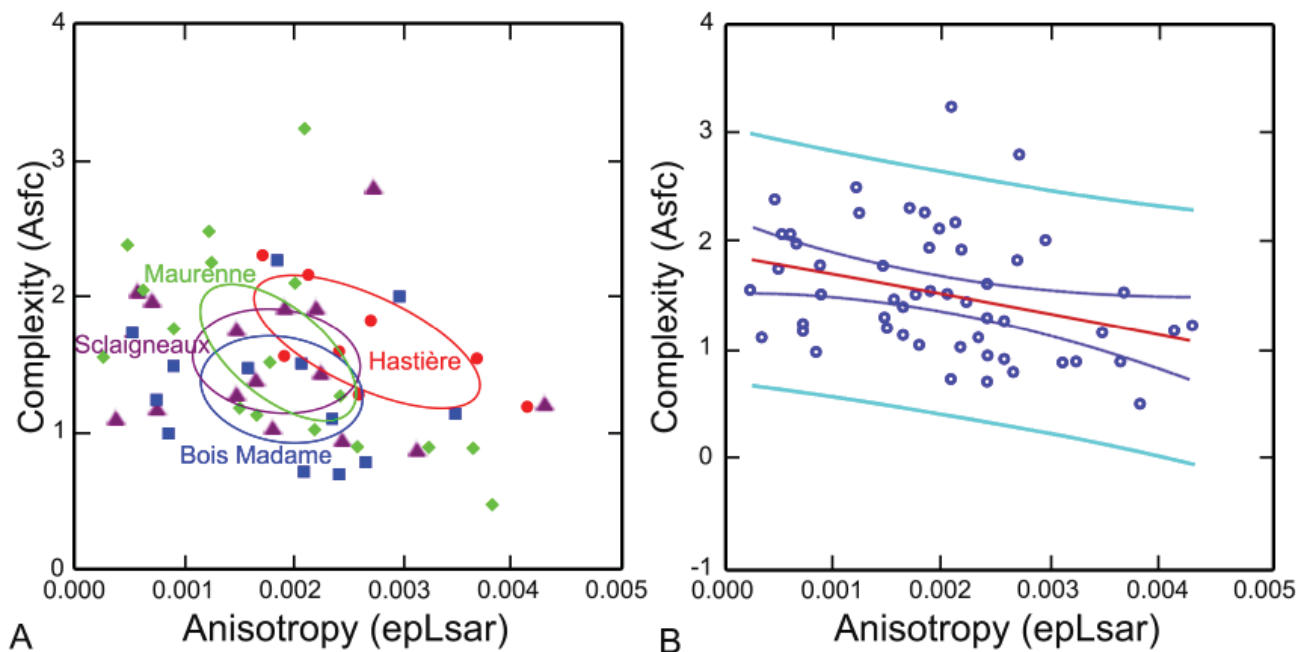 4
3
2
1
0
Complexity (Asfc)
Maurenne
Sclaigneaux
Hastière
Bois Madame
0.000 0.001 0.002 0.003 0.004 0.005
Anisotropy (epLsar)
A
4
3
2
1
0
-1
Complexity (Asfc)
0.000 0.001 0.002 0.003 0.004 0.005
Anisotropy (epLsar)
B